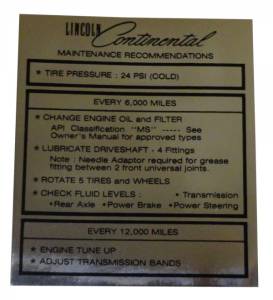 LINCOLN Continental
MAINTENANCE RECOMMENDATIONS
★ TIRE PRESSURE : 24 PSI (COLD)
EVERY 6,000 MILES
★ CHANGE ENGINE OIL and FILTER
API Classification "MS" ----- See
Owner's Manual for approved types
★ LUBRICATE DRIVESHAFT - 4 Fittings
Note : Needle Adaptor required for grease
fitting between 2 front universal joints.
★ ROTATE 5 TIRES and WHEELS
★ CHECK FLUID LEVELS : • Transmission
•Rear Axle •Power Brake •Power Steering
EVERY 12,000 MILES
★ ENGINE TUNE UP
★ ADJUST TRANSMISSION BANDS